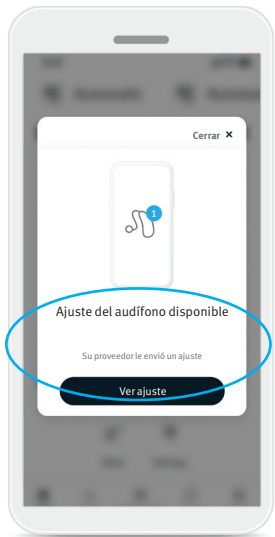 Cerrar ×
1
Ajuste del audífono disponible
Su proveedor le envió un ajuste
Ver ajuste